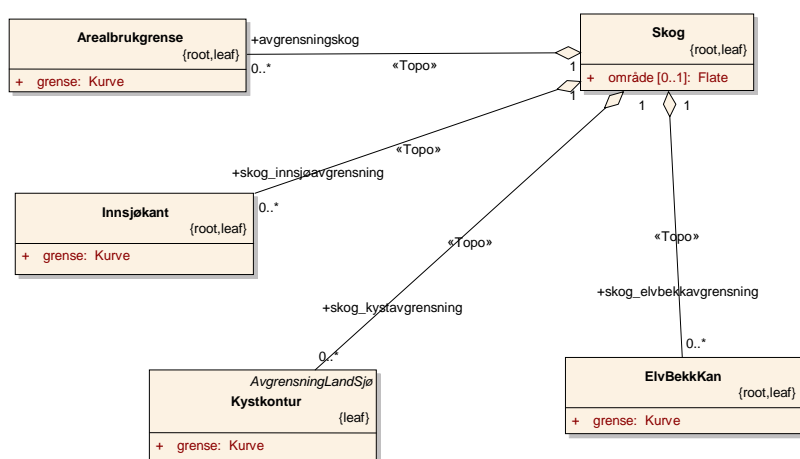 Arealbrukgrense
{root,leaf}
+ grense: Kurve
+avgrensningskog
0..*
«Topo»
1
Skog
{root,leaf}
+ område [0..1]: Flate
1
1
1
«Topo»
+skog_innsjøavgrensning
0..*
Innsjøkant
{root,leaf}
+ grense: Kurve
«Topo»
«Topo»
+skog_elvbekkavgrensning
+skog_kystavgrensning
0..*
0..*
AvgrensningLandSjø
Kystkontur
{leaf}
+ grense: Kurve
ElvBekkKan
{root,leaf}
+ grense: Kurve